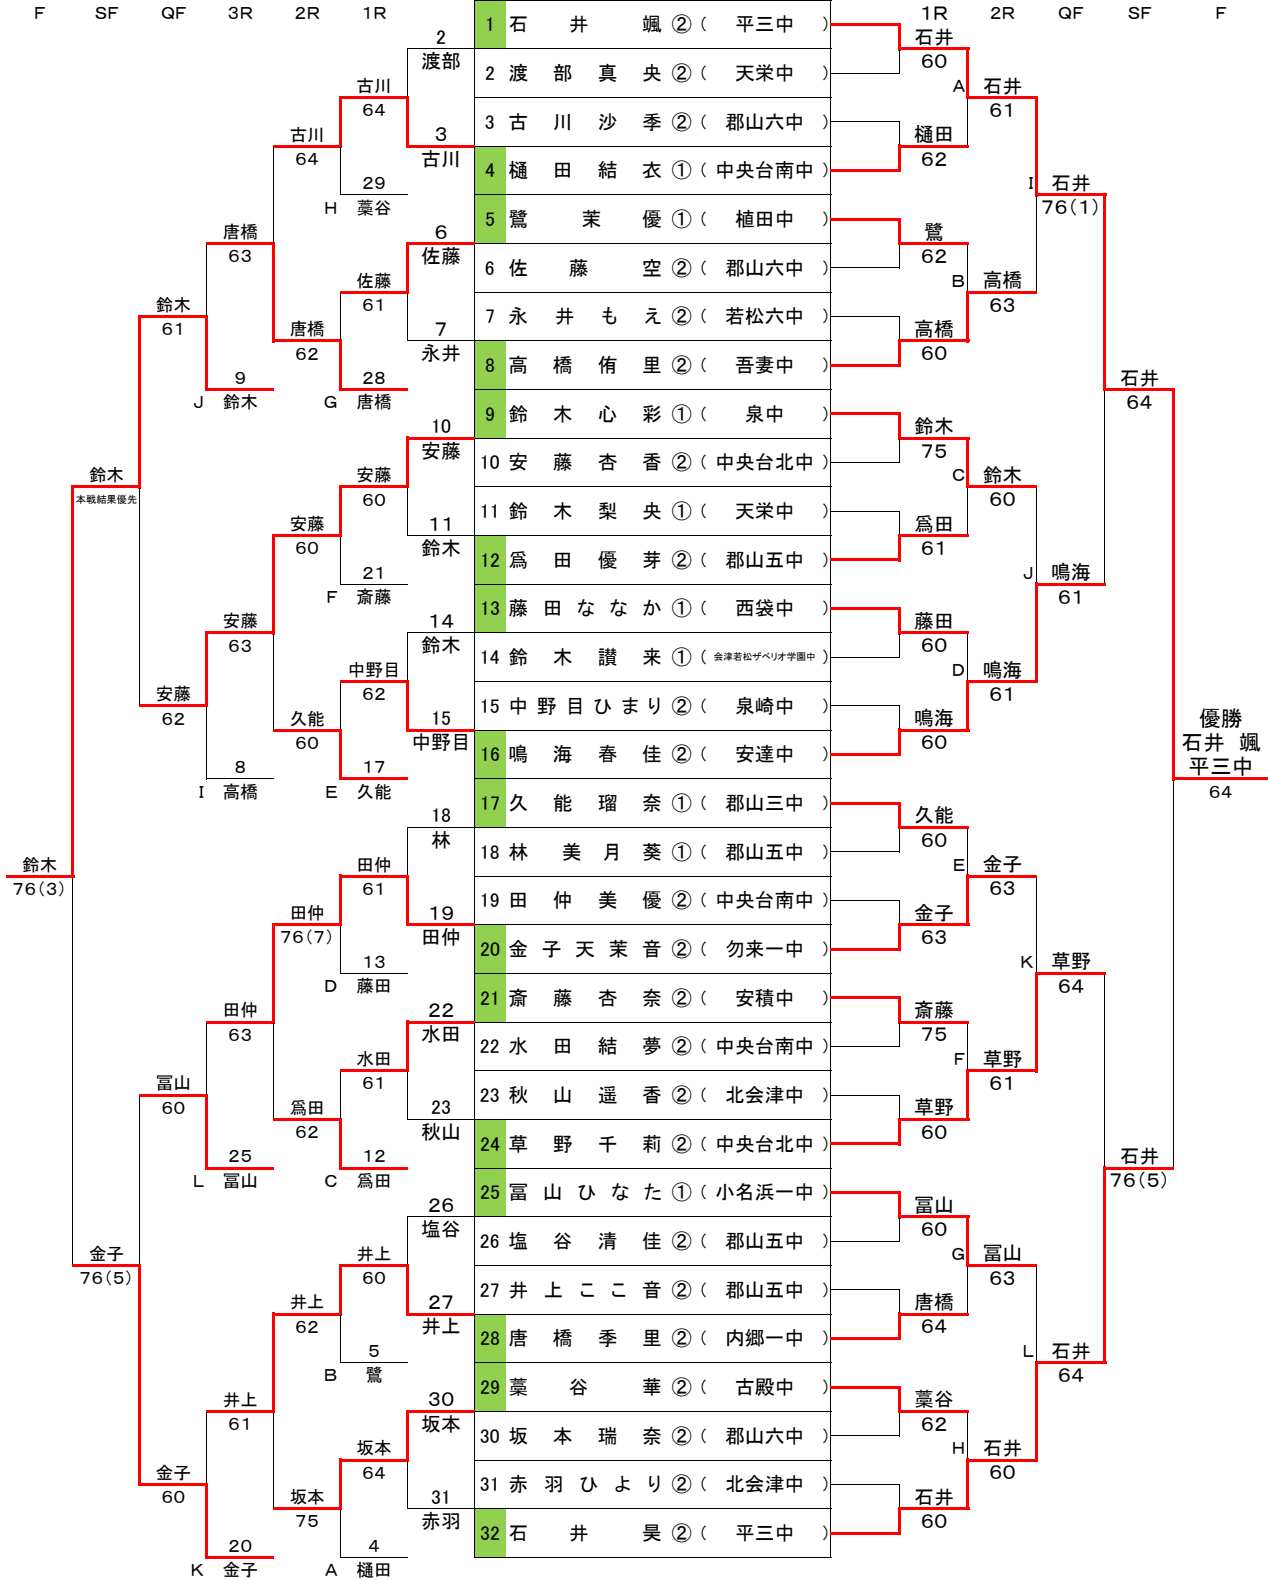 F SF QF 3R 2R 1R
1R 2R QF SF F
1 石井 颯 ② ( 平三中 )
2 渡部真央 ② ( 天栄中 )
3 古川沙季 ② ( 郡山六中 )
4 樋田結衣 ① ( 中央台南中 )
5 鷺茉優 ① ( 植田中 )
6 佐藤空 ② ( 郡山六中 )
7 永井もえ ② ( 若松六中 )
8 高橋侑里 ② ( 吾妻中 )
9 鈴木心彩 ① ( 泉中 )
10 安藤杏香 ② ( 中央台北中 )
11 鈴木梨央 ① ( 天栄中 )
12 爲田優芽 ② ( 郡山五中 )
13 藤田ななか ① ( 西袋中 )
14 鈴木讃来 ① ( 会津若松ザベリオ学園中 )
15 中野目ひまり ② ( 泉崎中 )
16 鳴海春佳 ② ( 安達中 )
17 久能瑠奈 ① ( 郡山三中 )
18 林美月葵 ① ( 郡山五中 )
19 田仲美優 ② ( 中央台南中 )
20 金子天茉音 ② ( 勿来一中 )
21 斎藤杏奈 ② ( 安積中 )
22 水田結夢 ② ( 中央台南中 )
23 秋山遥香 ② ( 北会津中 )
24 草野千莉 ② ( 中央台北中 )
25 冨山ひなた ① ( 小名浜一中 )
26 塩谷清佳 ② ( 郡山五中 )
27 井上ここ音 ② ( 郡山五中 )
28 唐橋季里 ② ( 内郷一中 )
29 藁谷華 ② ( 古殿中 )
30 坂本瑞奈 ② ( 郡山六中 )
31 赤羽ひより ② ( 北会津中 )
32 石井昊 ② ( 平三中 )
2
渡部
3
古川
6
佐藤
7
永井
10
安藤
11
鈴木
14
鈴木
15
中野目
18
林
19
田仲
22
水田
23
秋山
26
塩谷
27
井上
30
坂本
31
赤羽
古川
64
29
H 藁谷
佐藤
61
28
G 唐橋
安藤
60
21
F 斎藤
中野目
62
17
E 久能
田仲
61
13
D 藤田
水田
61
12
C 爲田
井上
60
5
B 鷺
坂本
64
4
A 樋田
古川
64
唐橋
62
安藤
60
久能
60
田仲
76(7)
爲田
62
井上
62
坂本
75
唐橋
63
9
J 鈴木
安藤
63
8
I 高橋
田仲
63
25
L 冨山
井上
61
20
K 金子
鈴木
61
安藤
62
冨山
60
金子
60
鈴木
本戦結果優先
金子
76(5)
鈴木
76(3)
石井
60
樋田
62
鷺
62
高橋
60
鈴木
75
爲田
61
藤田
60
鳴海
60
久能
60
金子
63
斎藤
75
草野
60
冨山
60
唐橋
64
藁谷
62
石井
60
A 石井
61
B 高橋
63
C 鈴木
60
D 鳴海
61
E 金子
63
F 草野
61
G 冨山
63
H 石井
60
I 石井
76(1)
J 鳴海
61
K 草野
64
L 石井
64
石井
64
石井
76(5)
優勝
石井 颯
平三中
64